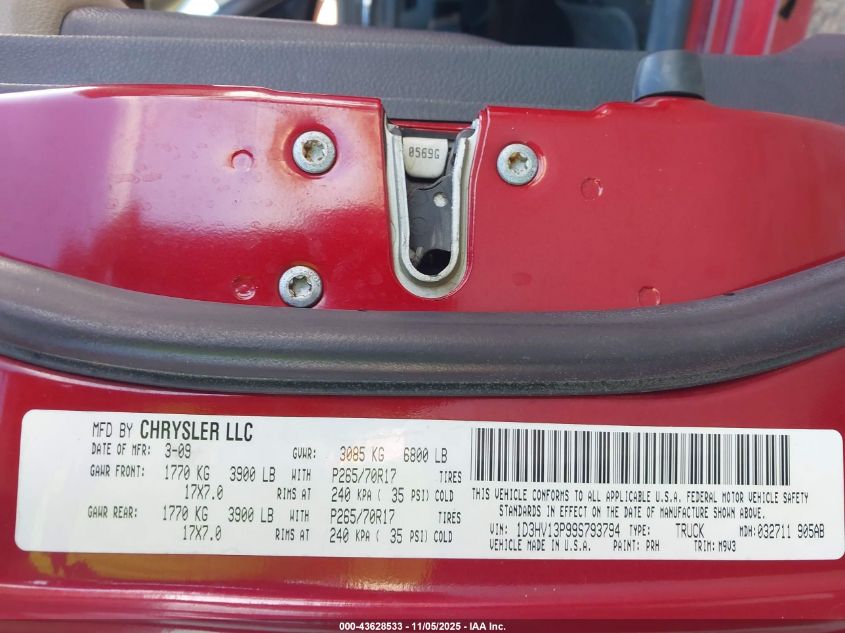 0569G
MFD BY CHRYSLER LLC
DATE OF MFR: 3-09 GVWR: 3085 KG 6800 LB
GAWR FRONT: 1770 KG 3900 LB WITH P265/70R17 TIRES
17X7.0 RIMS AT 240 KPA ( 35 PSI) COLD
GAWR REAR: 1770 KG 3900 LB WITH P265/70R17 TIRES
17X7.0 RIMS AT 240 KPA ( 35 PSI) COLD
THIS VEHICLE CONFORMS TO ALL APPLICABLE U.S.A. FEDERAL MOTOR VEHICLE SAFETY
STANDARDS IN EFFECT ON THE DATE OF MANUFACTURE SHOWN ABOVE.
VIN: 1D3HV13P99S793794 TYPE: TRUCK MDH: 032711 905AB
VEHICLE MADE IN U.S.A. PAINT: PRH TRIM: M9V3
000-43628533 - 11/05/2025 - IAA Inc.